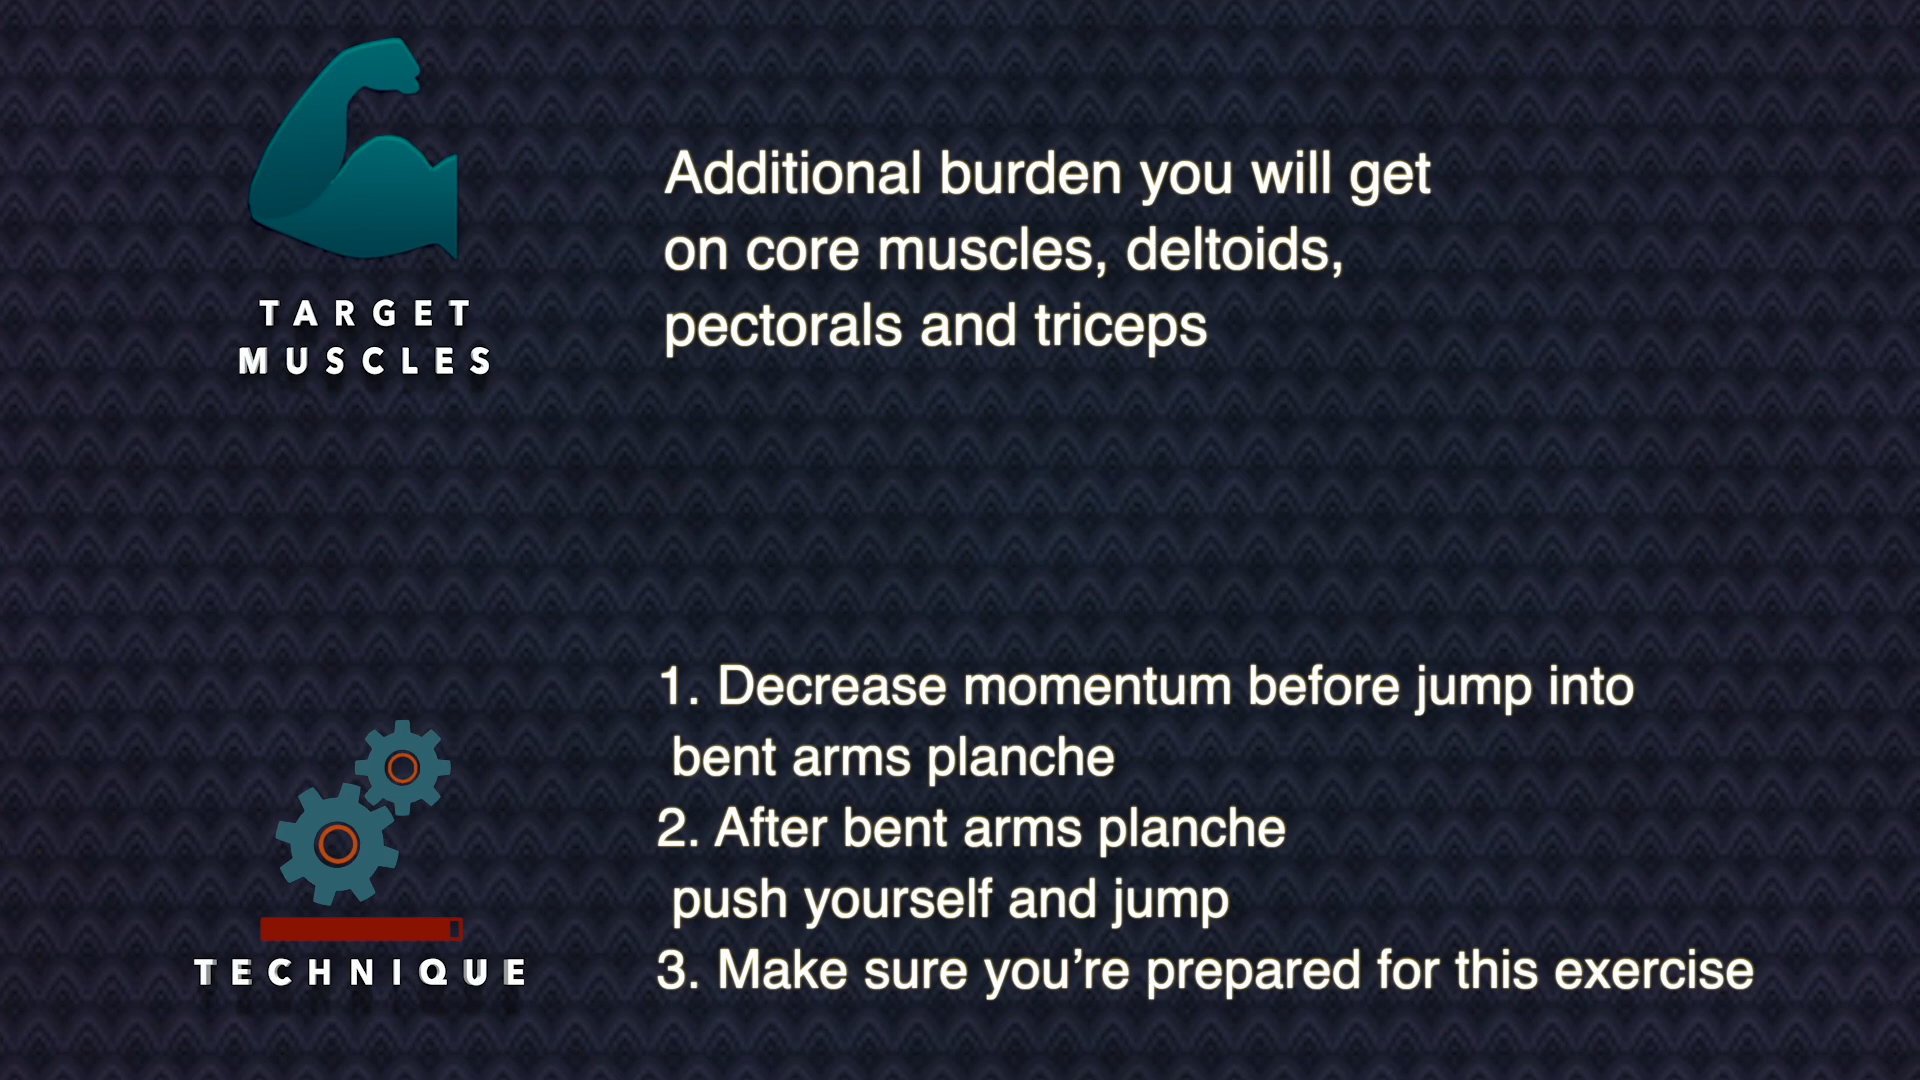 TARGET
MUSCLES
Additional burden you will get
on core muscles, deltoids,
pectorals and triceps
TECHNIQUE
1. Decrease momentum before jump into
bent arms planche
2. After bent arms planche
push yourself and jump
3. Make sure you’re prepared for this exercise